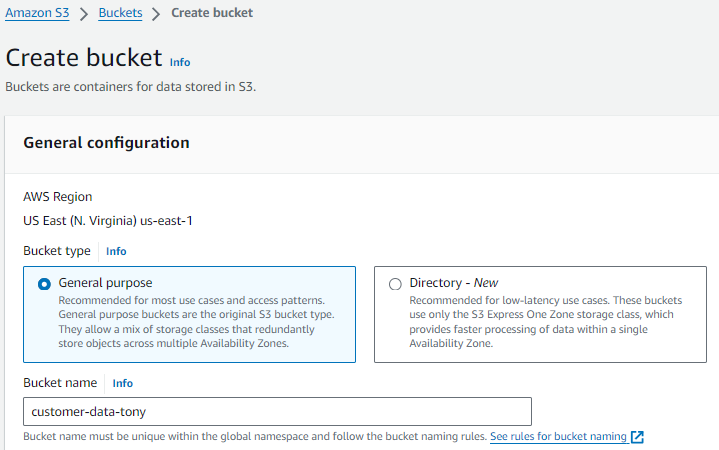 Amazon S3 > Buckets > Create bucket
Create bucket Info
Buckets are containers for data stored in S3.
General configuration
AWS Region
US East (N. Virginia) us-east-1
Bucket type Info
General purpose
Recommended for most use cases and access patterns.
General purpose buckets are the original S3 bucket type.
They allow a mix of storage classes that redundantly
store objects across multiple Availability Zones.
Directory - New
Recommended for low-latency use cases. These buckets
use only the S3 Express One Zone storage class, which
provides faster processing of data within a single
Availability Zone.
Bucket name Info
customer-data-tony
Bucket name must be unique within the global namespace and follow the bucket naming rules. See rules for bucket naming